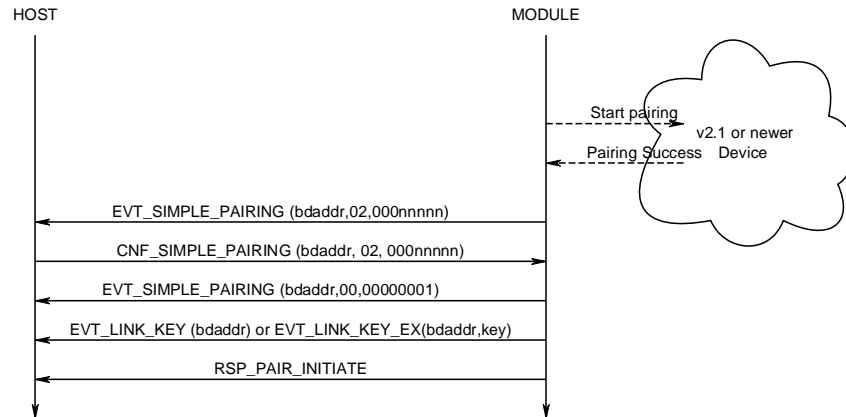 HOST
MODULE
Start pairing
v2.1 or newer
Device
Pairing Success
EVT_SIMPLE_PAIRING (bdaddr,02,000nnnnn)
CNF_SIMPLE_PAIRING (bdaddr, 02, 000nnnnn)
EVT_SIMPLE_PAIRING (bdaddr,00,00000001)
EVT_LINK_KEY (bdaddr) or EVT_LINK_KEY_EX(bdaddr,key)
RSP_PAIR_INITIATE